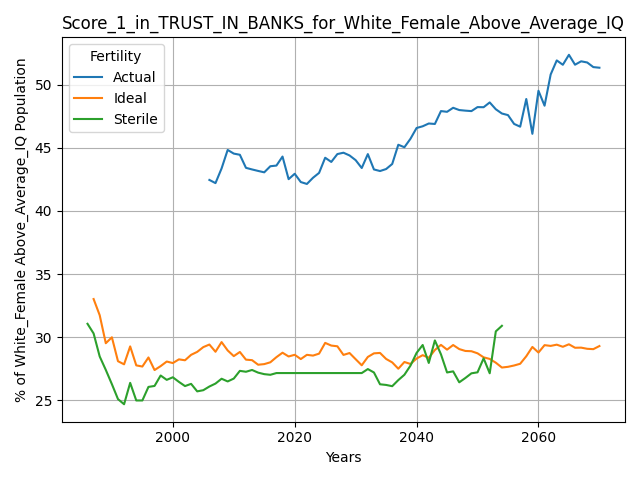 Score_1_in_TRUST_IN_BANKS_for_White_Female_Above_Average_IQ
Fertility
Actual
Ideal
Sterile
% of White_Female Above_Average_IQ Population
50
45
40
35
30
25
2000
2020
2040
2060
Years